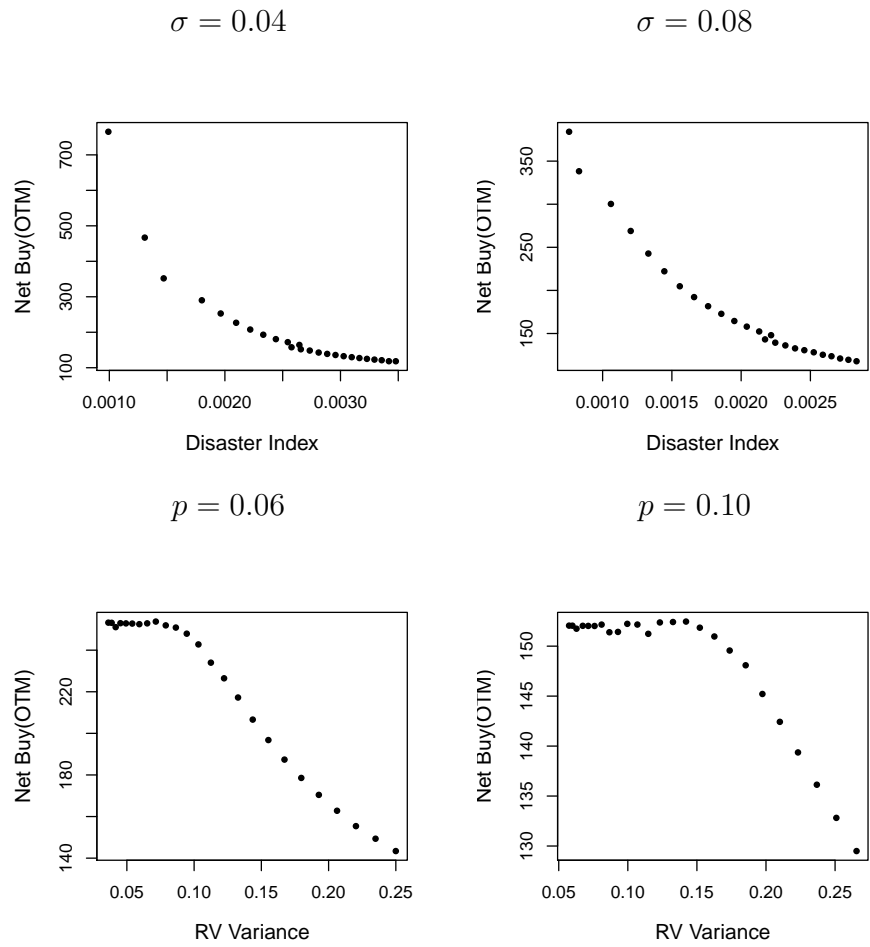 σ = 0.04
σ = 0.08
Net Buy(OTM)
700
500
300
100
0.0010
0.0020
0.0030
Disaster Index
Net Buy(OTM)
350
250
150
0.0010
0.0015
0.0020
0.0025
Disaster Index
p = 0.06
p = 0.10
Net Buy(OTM)
220
180
140
0.05
0.10
0.15
0.20
0.25
RV Variance
Net Buy(OTM)
150
145
140
135
130
0.05
0.10
0.15
0.20
0.25
RV Variance